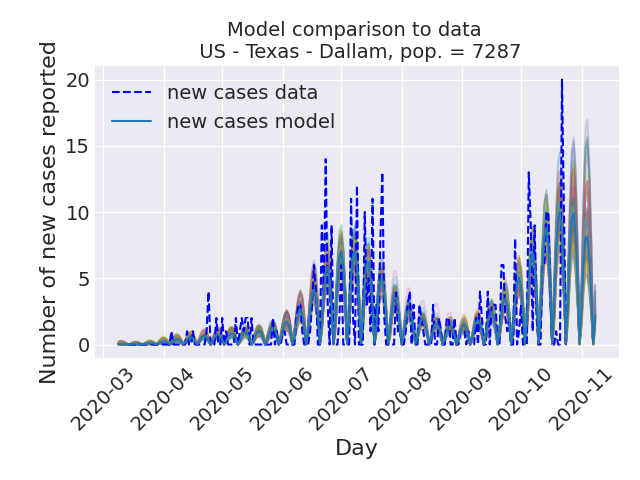 Model comparison to data
US - Texas - Dallam, pop. = 7287
new cases data
new cases model
Number of new cases reported
20
15
10
5
0
2020-03
2020-04
2020-05
2020-06
2020-07
2020-08
2020-09
2020-10
2020-11
Day